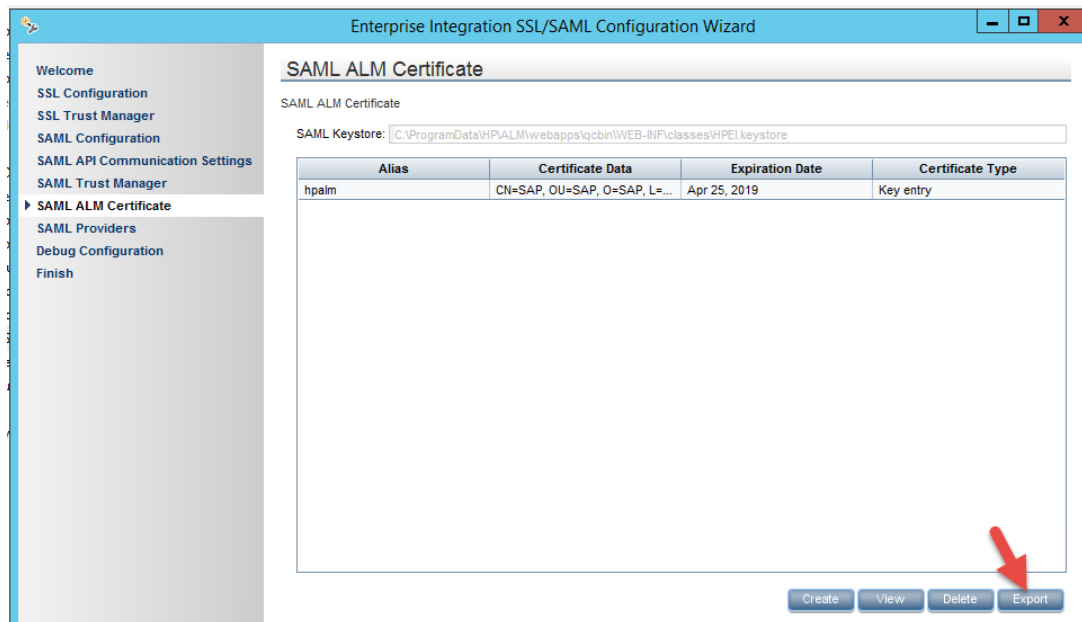 Enterprise Integration SSL/SAML Configuration Wizard
Welcome
SSL Configuration
SSL Trust Manager
SAML Configuration
SAML API Communication Settings
SAML Trust Manager
SAML ALM Certificate
SAML Providers
Debug Configuration
Finish
SAML ALM Certificate
SAML ALM Certificate
SAML Keystore: C:\ProgramData\HP\ALM\webapps\qcbin\WEB-INF\classes\HPEI.keystore
Alias Certificate Data Expiration Date Certificate Type
hpalm CN=SAP, OU=SAP, O=SAP, L=... Apr 25, 2019 Key entry
Create View Delete Export